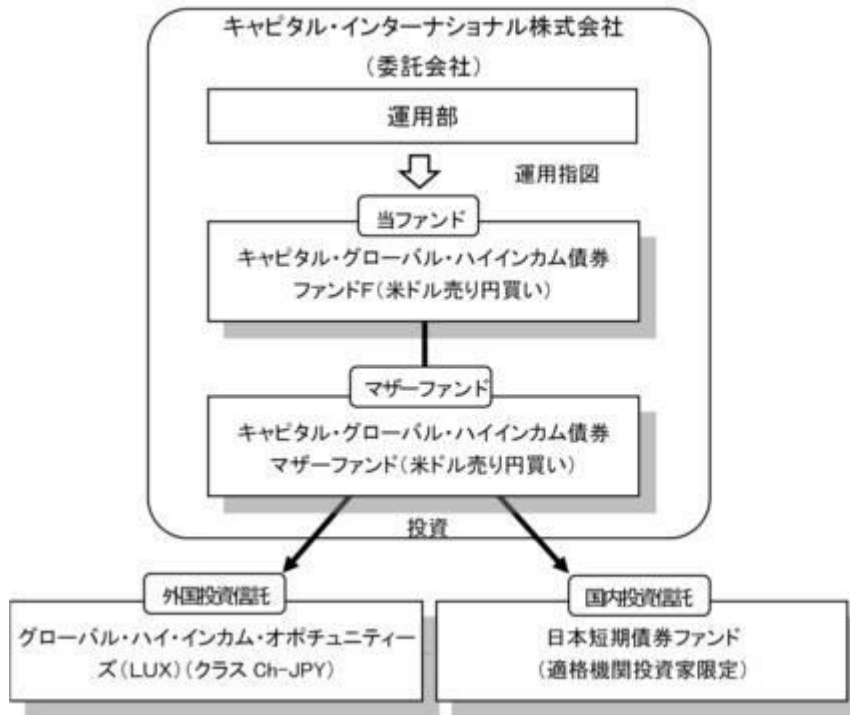 キャピタル・インターナショナル株式会社
(委託会社)
運用部
運用指図
当ファンド
キャピタル・グローバル・ハイインカム債券
ファンドF(米ドル売り円買い)
マザーファンド
キャピタル・グローバル・ハイインカム債券
マザーファンド(米ドル売り円買い)
投資
外国投資信託
グローバル・ハイ・インカム・オポチュニティー
ズ(LUX)(クラス Ch-JPY)
国内投資信託
日本短期債券ファンド
(適格機関投資家限定)